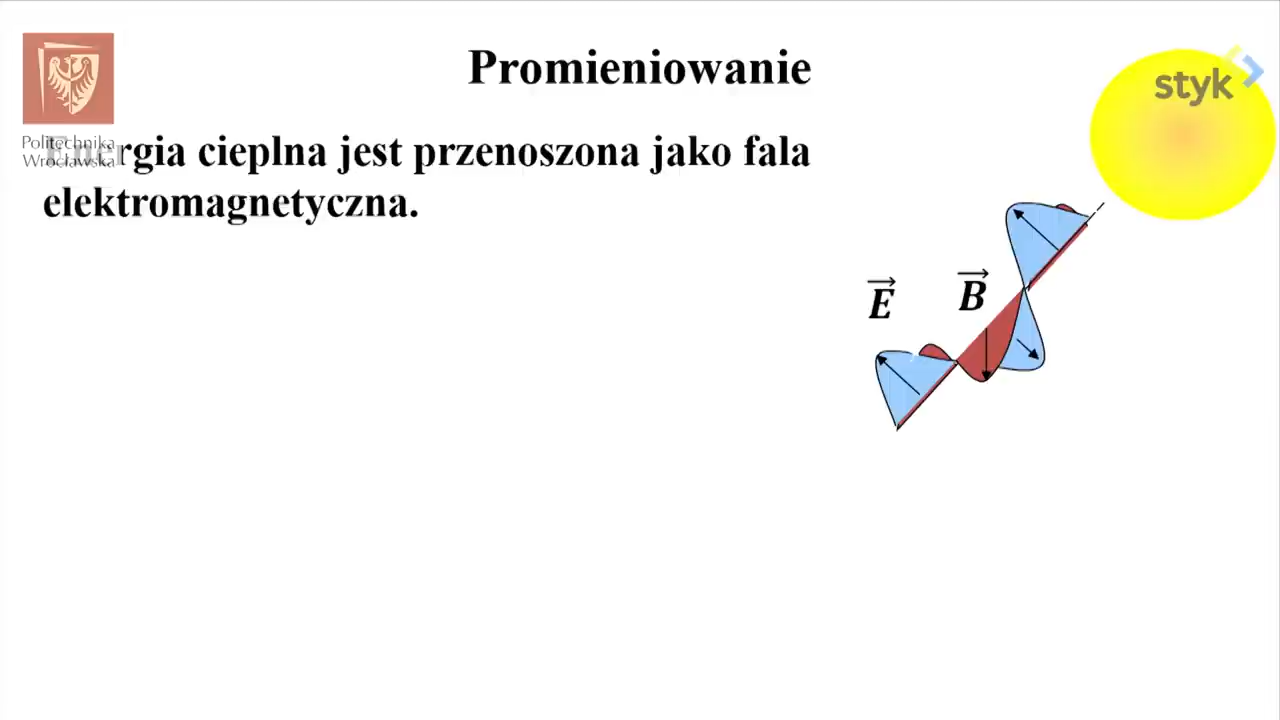 Promieniowanie
styk
Politechnika
Wrocławska
Energia cieplna jest przenoszona jako fala
elektromagnetyczna.
E
B